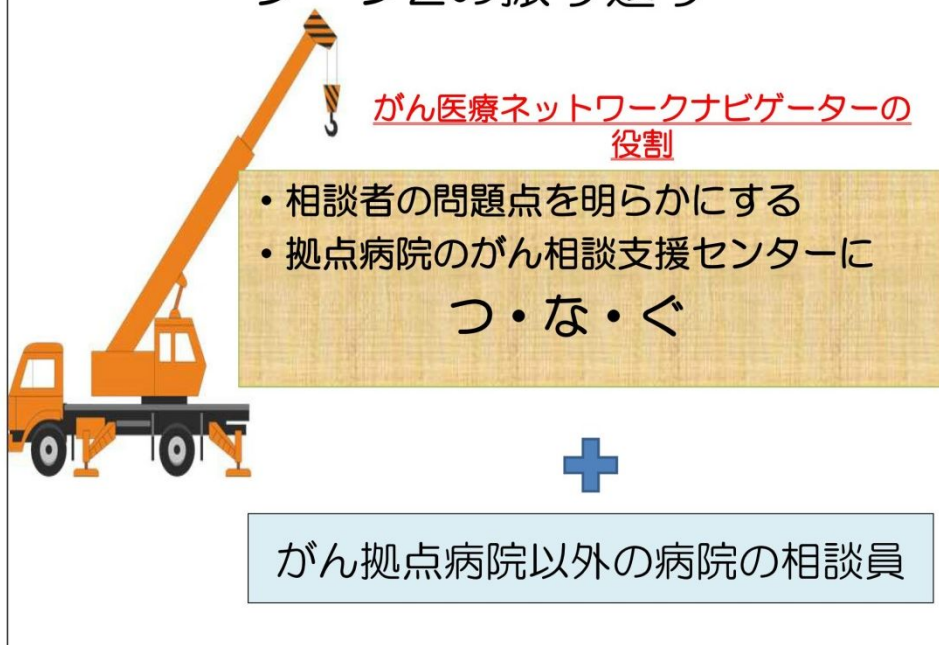 がん医療ネットワークナビゲーターの
役割
・相談者の問題点を明らかにする
・拠点病院のがん相談支援センターに
つ・な・ぐ
がん拠点病院以外の病院の相談員